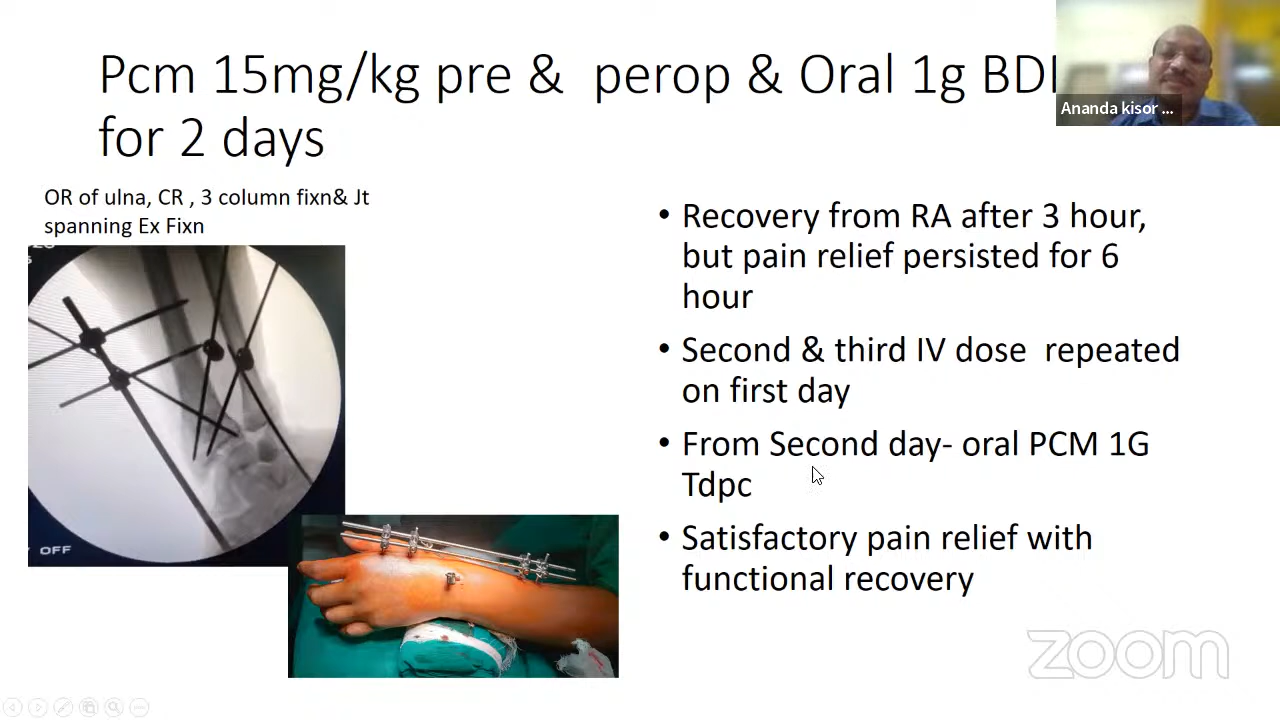 Pcm 15mg/kg pre & perop & Oral 1g BD
for 2 days
Ananda kisor ...
OR of ulna, CR , 3 column fixn& Jt
spanning Ex Fixn
OFF
• Recovery from RA after 3 hour,
but pain relief persisted for 6
hour
• Second & third IV dose repeated
on first day
• From Second day- oral PCM 1G
Tdpc
• Satisfactory pain relief with
functional recovery
zoom